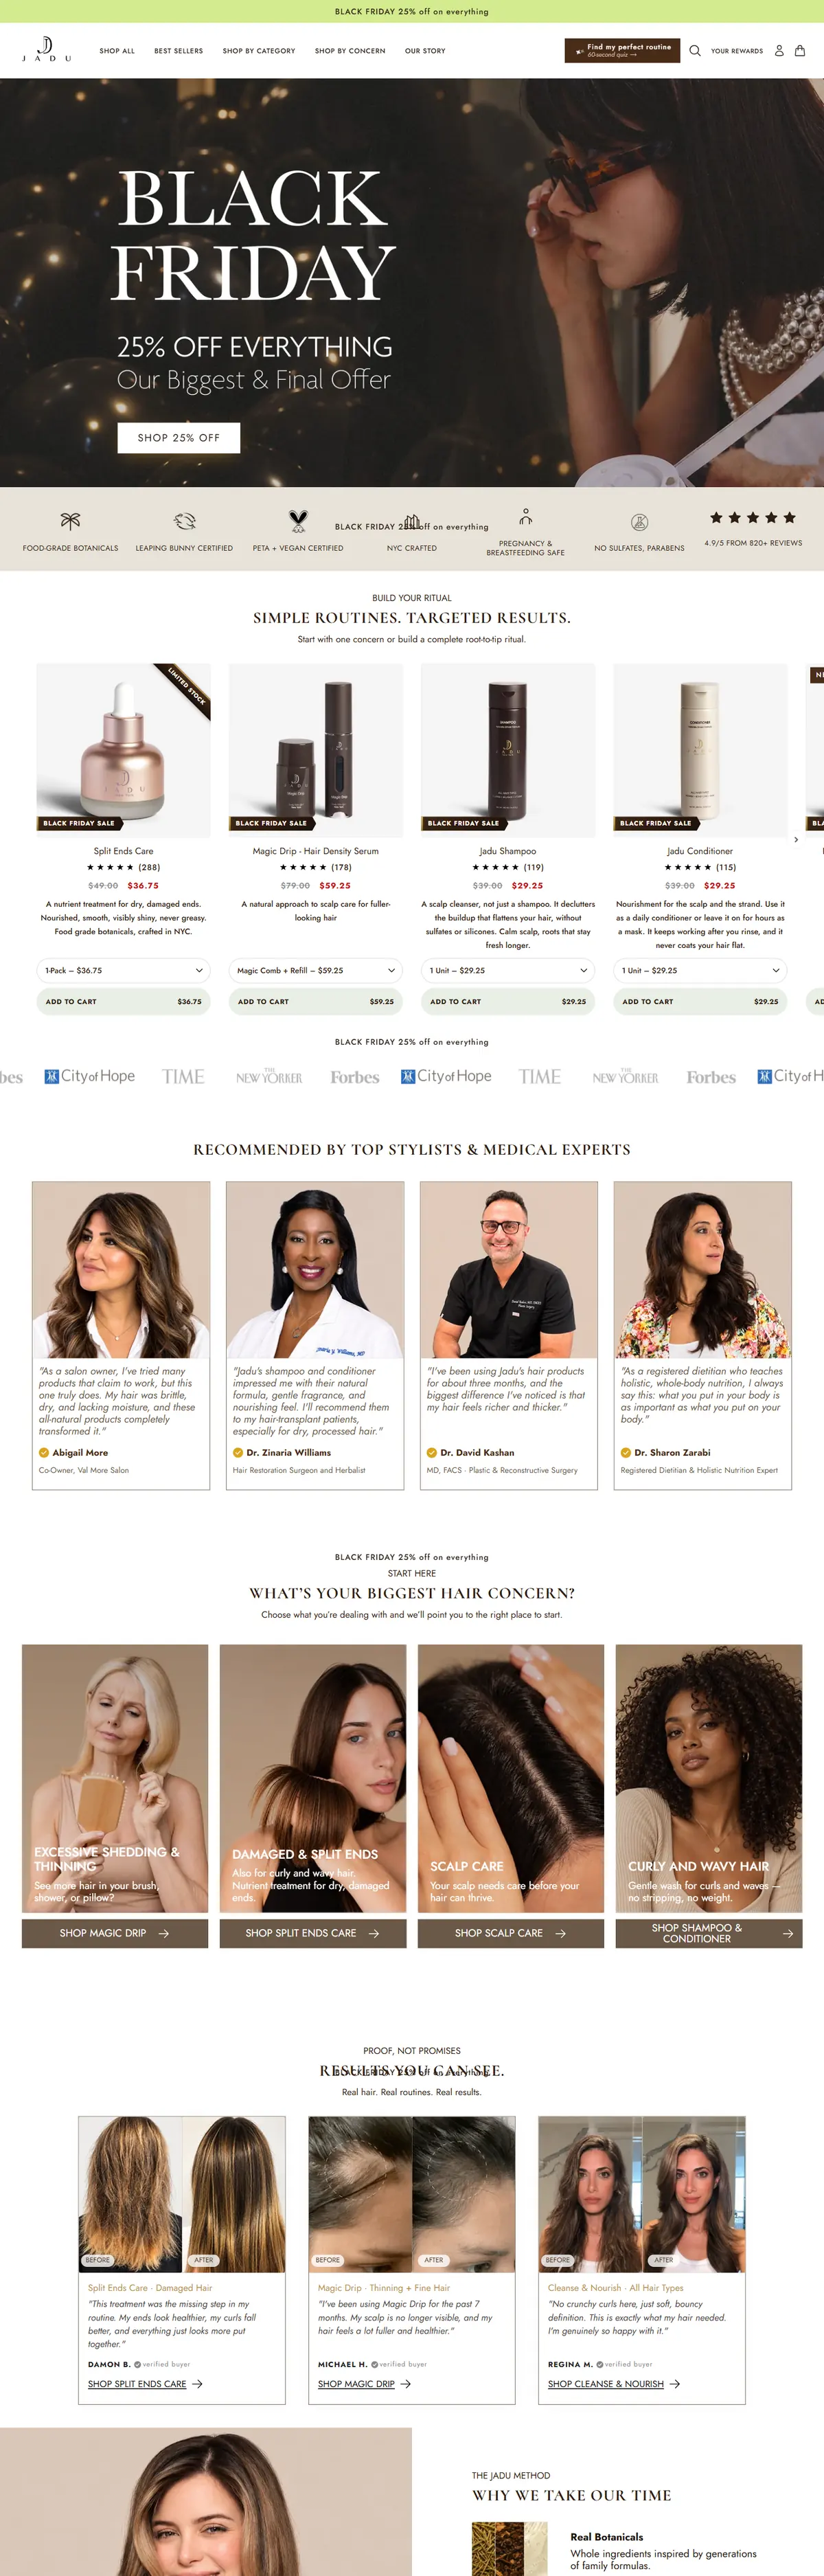 BLACK FRIDAY 25% off on everything
JADU
SHOP ALL
BEST SELLERS
SHOP BY CATEGORY
SHOP BY CONCERN
OUR STORY
Find my perfect routine
60-second quiz →
YOUR REWARDS
BLACK
FRIDAY
25% OFF EVERYTHING
Our Biggest & Final Offer
SHOP 25% OFF
BLACK FRIDAY 25% off on everything
FOOD-GRADE BOTANICALS
LEAPING BUNNY CERTIFIED
PETA + VEGAN CERTIFIED
NYC CRAFTED
PREGNANCY &
BREASTFEEDING SAFE
NO SULFATES, PARABENS
4.9/5 FROM 820+ REVIEWS
BUILD YOUR RITUAL
SIMPLE ROUTINES. TARGETED RESULTS.
Start with one concern or build a complete root-to-tip ritual.
LIMITED STOCK
JADU
BLACK FRIDAY SALE
Split Ends Care
★★★★★ (288)
$49.00 $36.75
A nutrient treatment for dry, damaged ends.
Nourished, smooth, visibly shiny, never greasy.
Food grade botanicals, crafted in NYC.
1-Pack – $36.75
ADD TO CART $36.75
JADU
Magic Drip
BLACK FRIDAY SALE
Magic Drip - Hair Density Serum
★★★★★ (178)
$79.00 $59.25
A natural approach to scalp care for fuller-
looking hair
Magic Comb + Refill – $59.25
ADD TO CART $59.25
SHAMPOO
JADU
BLACK FRIDAY SALE
Jadu Shampoo
★★★★★ (119)
$39.00 $29.25
A scalp cleanser, not just a shampoo. It declutters
the buildup that flattens your hair, without
sulfates or silicones. Calm scalp, roots that stay
fresh longer.
1 Unit – $29.25
ADD TO CART $29.25
CONDITIONER
JADU
BLACK FRIDAY SALE
Jadu Conditioner
★★★★★ (115)
$39.00 $29.25
Nourishment for the scalp and the strand. Use it
as a daily conditioner or leave it on for hours as
a mask. It keeps working after you rinse, and it
never coats your hair flat.
1 Unit – $29.25
ADD TO CART $29.25
BLACK FRIDAY 25% off on everything
bes
City of Hope
TIME
THE
NEW YORKER
Forbes
City of Hope
TIME
THE
NEW YORKER
Forbes
City of H
RECOMMENDED BY TOP STYLISTS & MEDICAL EXPERTS
"As a salon owner, I've tried many
products that claim to work, but this
one truly does. My hair was brittle,
dry, and lacking moisture, and these
all-natural products completely
transformed it."
Abigail More
Co-Owner, Val More Salon
"Jadu's shampoo and conditioner
impressed me with their natural
formula, gentle fragrance, and
nourishing feel. I'll recommend them
to my hair-transplant patients,
especially for dry, processed hair."
Dr. Zinaria Williams
Hair Restoration Surgeon and Herbalist
"I've been using Jadu's hair products
for about three months, and the
biggest difference I've noticed is that
my hair feels richer and thicker."
Dr. David Kashan
MD, FACS · Plastic & Reconstructive Surgery
"As a registered dietitian who teaches
holistic, whole-body nutrition, I always
say this: what you put in your body is
as important as what you put on your
body."
Dr. Sharon Zarabi
Registered Dietitian & Holistic Nutrition Expert
BLACK FRIDAY 25% off on everything
START HERE
WHAT'S YOUR BIGGEST HAIR CONCERN?
Choose what you're dealing with and we'll point you to the right place to start.
EXCESSIVE SHEDDING &
THINNING
See more hair in your brush,
shower, or pillow?
SHOP MAGIC DRIP →
DAMAGED & SPLIT ENDS
Also for curly and wavy hair.
Nutrient treatment for dry, damaged
ends.
SHOP SPLIT ENDS CARE →
SCALP CARE
Your scalp needs care before your
hair can thrive.
SHOP SCALP CARE →
CURLY AND WAVY HAIR
Gentle wash for curls and waves —
no stripping, no weight.
SHOP SHAMPOO &
CONDITIONER →
PROOF, NOT PROMISES
RESULTS YOU CAN SEE.
BLACK FRIDAY 25% off on everything
Real hair. Real routines. Real results.
BEFORE
AFTER
Split Ends Care · Damaged Hair
"This treatment was the missing step in my
routine. My ends look healthier, my curls fall
better, and everything just looks more put
together."
DAMON B. verified buyer
SHOP SPLIT ENDS CARE →
BEFORE
AFTER
Magic Drip · Thinning + Fine Hair
"I've been using Magic Drip for the past 7
months. My scalp is no longer visible, and my
hair feels a lot fuller and healthier."
MICHAEL H. verified buyer
SHOP MAGIC DRIP →
BEFORE
AFTER
Cleanse & Nourish · All Hair Types
"No crunchy curls here, just soft, bouncy
definition. This is exactly what my hair needed.
I'm genuinely so happy with it."
REGINA M. verified buyer
SHOP CLEANSE & NOURISH →
THE JADU METHOD
WHY WE TAKE OUR TIME
Real Botanicals
Whole ingredients inspired by generations
of family formulas.